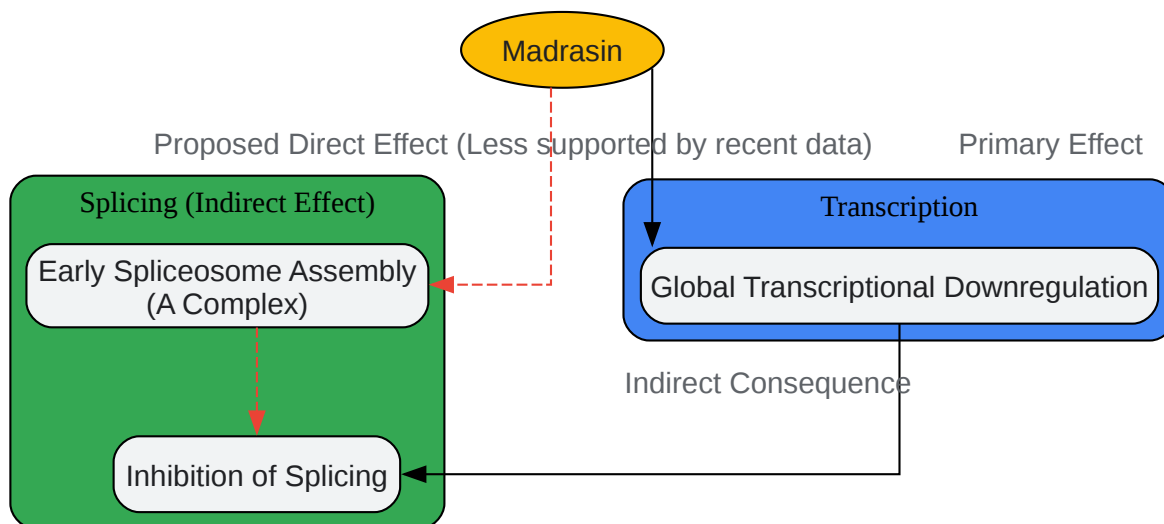 Madrasin
Proposed Direct Effect (Less supported by recent data)
Primary Effect
Splicing (Indirect Effect)
Transcription
Early Spliceosome Assembly
(A Complex)
Global Transcriptional Downregulation
Indirect Consequence
Inhibition of Splicing